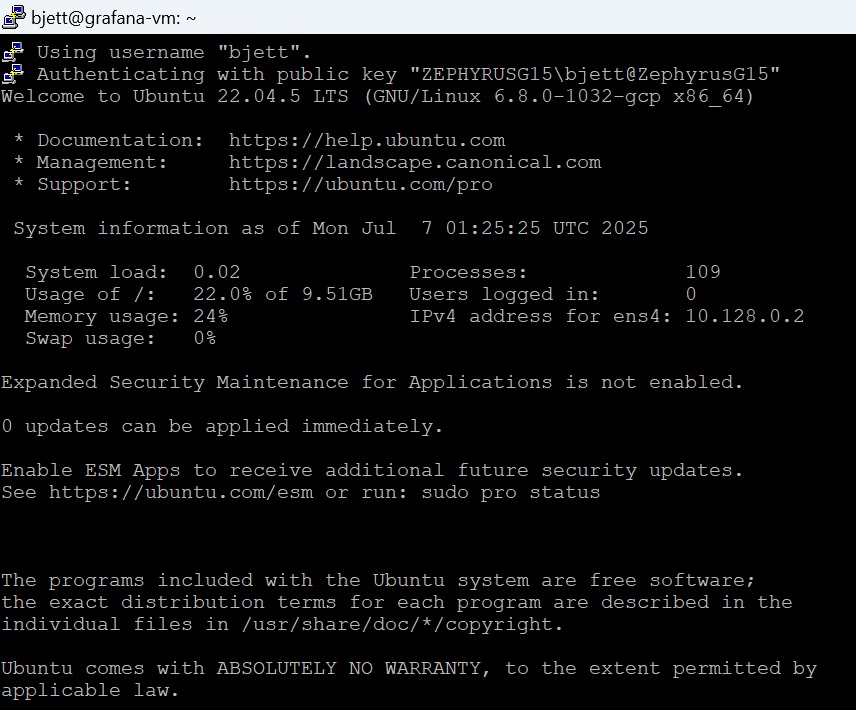 bjett@grafana-vm: ~
Using username "bjett".
Authenticating with public key "ZEPHYRUSG15\bjett@ZephyrusG15"
Welcome to Ubuntu 22.04.5 LTS (GNU/Linux 6.8.0-1032-gcp x86_64)

 * Documentation:  https://help.ubuntu.com
 * Management:     https://landscape.canonical.com
 * Support:        https://ubuntu.com/pro

 System information as of Mon Jul  7 01:25:25 UTC 2025

  System load:  0.02              Processes:             109
  Usage of /:   22.0% of 9.51GB   Users logged in:       0
  Memory usage: 24%               IPv4 address for ens4: 10.128.0.2
  Swap usage:   0%

Expanded Security Maintenance for Applications is not enabled.

0 updates can be applied immediately.

Enable ESM Apps to receive additional future security updates.
See https://ubuntu.com/esm or run: sudo pro status

The programs included with the Ubuntu system are free software;
the exact distribution terms for each program are described in the
individual files in /usr/share/doc/*/copyright.

Ubuntu comes with ABSOLUTELY NO WARRANTY, to the extent permitted by
applicable law.